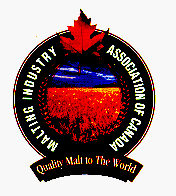 MALTING INDUSTRY
ASSOCIATION OF CANADA
Quality Malt to The World